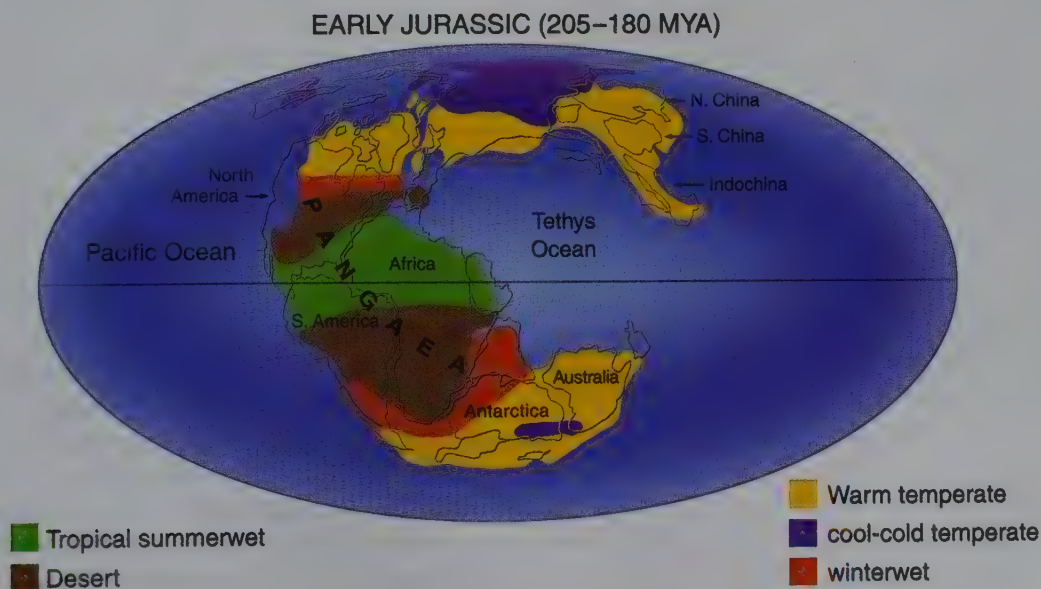 EARLY JURASSIC (205–180 MYA)
N. China
S. China
North
America
Indochina
Pacific Ocean
Tethys
Ocean
PANGAEA
Africa
S. America
Australia
Antarctica
Tropical summerwet
Desert
Warm temperate
cool-cold temperate
winterwet